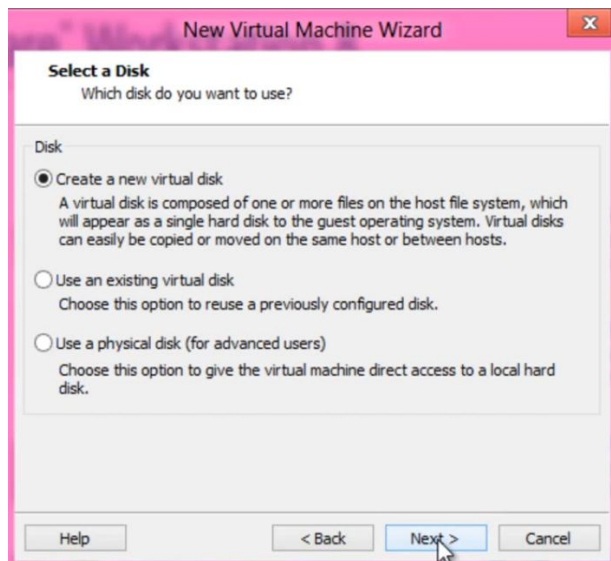 New Virtual Machine Wizard
Select a Disk
Which disk do you want to use?
Disk
Create a new virtual disk
A virtual disk is composed of one or more files on the host file system, which
will appear as a single hard disk to the guest operating system. Virtual disks
can easily be copied or moved on the same host or between hosts.
Use an existing virtual disk
Choose this option to reuse a previously configured disk.
Use a physical disk (for advanced users)
Choose this option to give the virtual machine direct access to a local hard
disk.
Help
< Back
Next >
Cancel